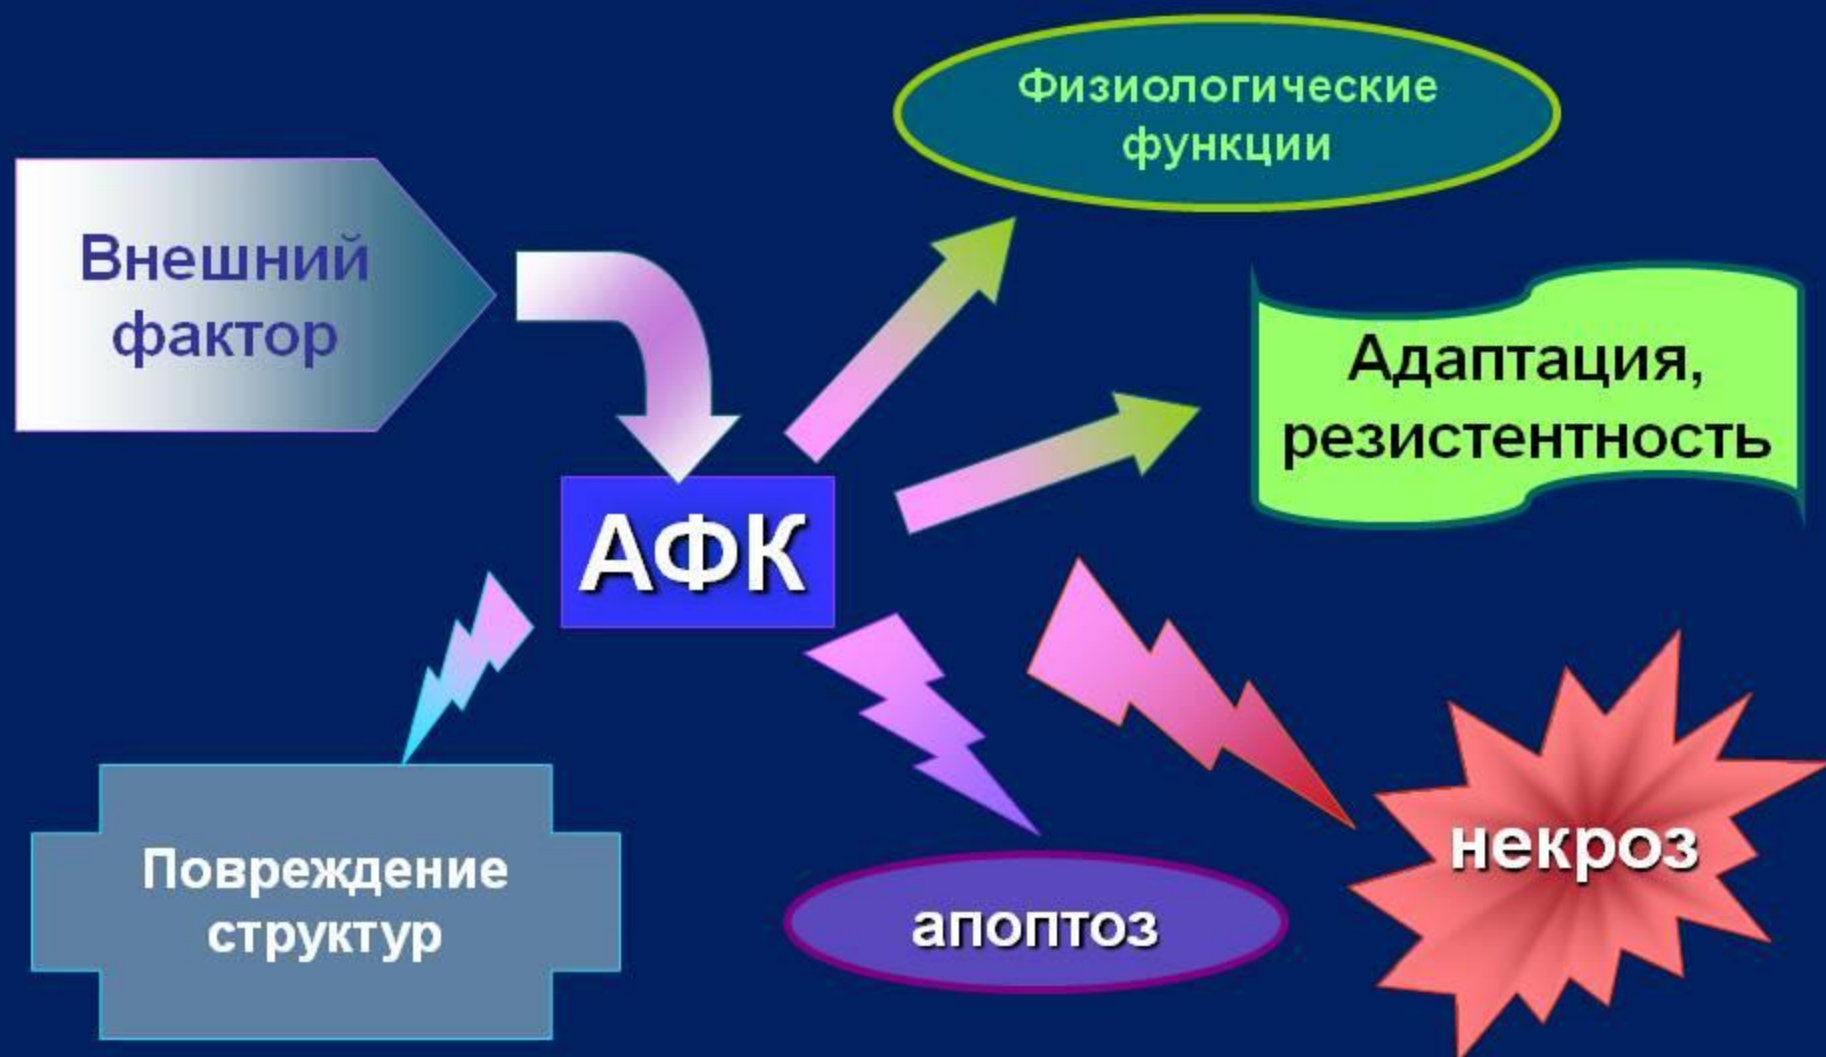 Физиологические
функции
Внешний
фактор
Адаптация,
резистентность
АФК
Повреждение
структур
апоптоз
некроз